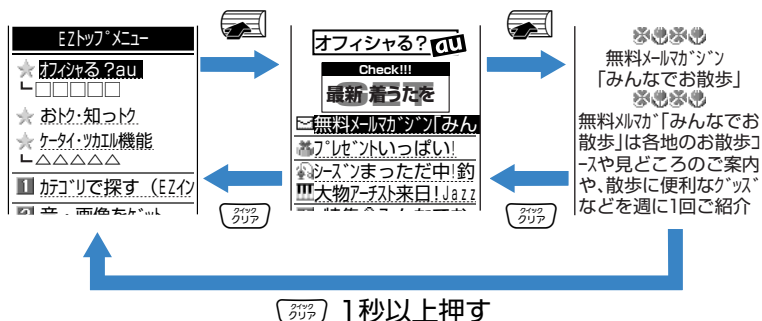 EZトップメニュー
オフィシャる?au
□□□□□
おトク・知っトク
ケータイ・ツカエル機能
△△△△△
1 カテゴリで探す (EZイン
オフィシャる? au
Check!!!
最新 着うたを
無料メールマガジン「みん
プレゼントいっぱい!
シーズンまっただ中!釣
大物アーチスト来日!Jazz
無料メールマガジン
「みんなでお散歩」
無料メルマガ「みんなでお
散歩」は各地のお散歩コ
ースや見どころのご案内
や、散歩に便利なグッズ
などを週に1回ご紹介
クイック
クリア
クイック
クリア
クイック
クリア 1秒以上押す